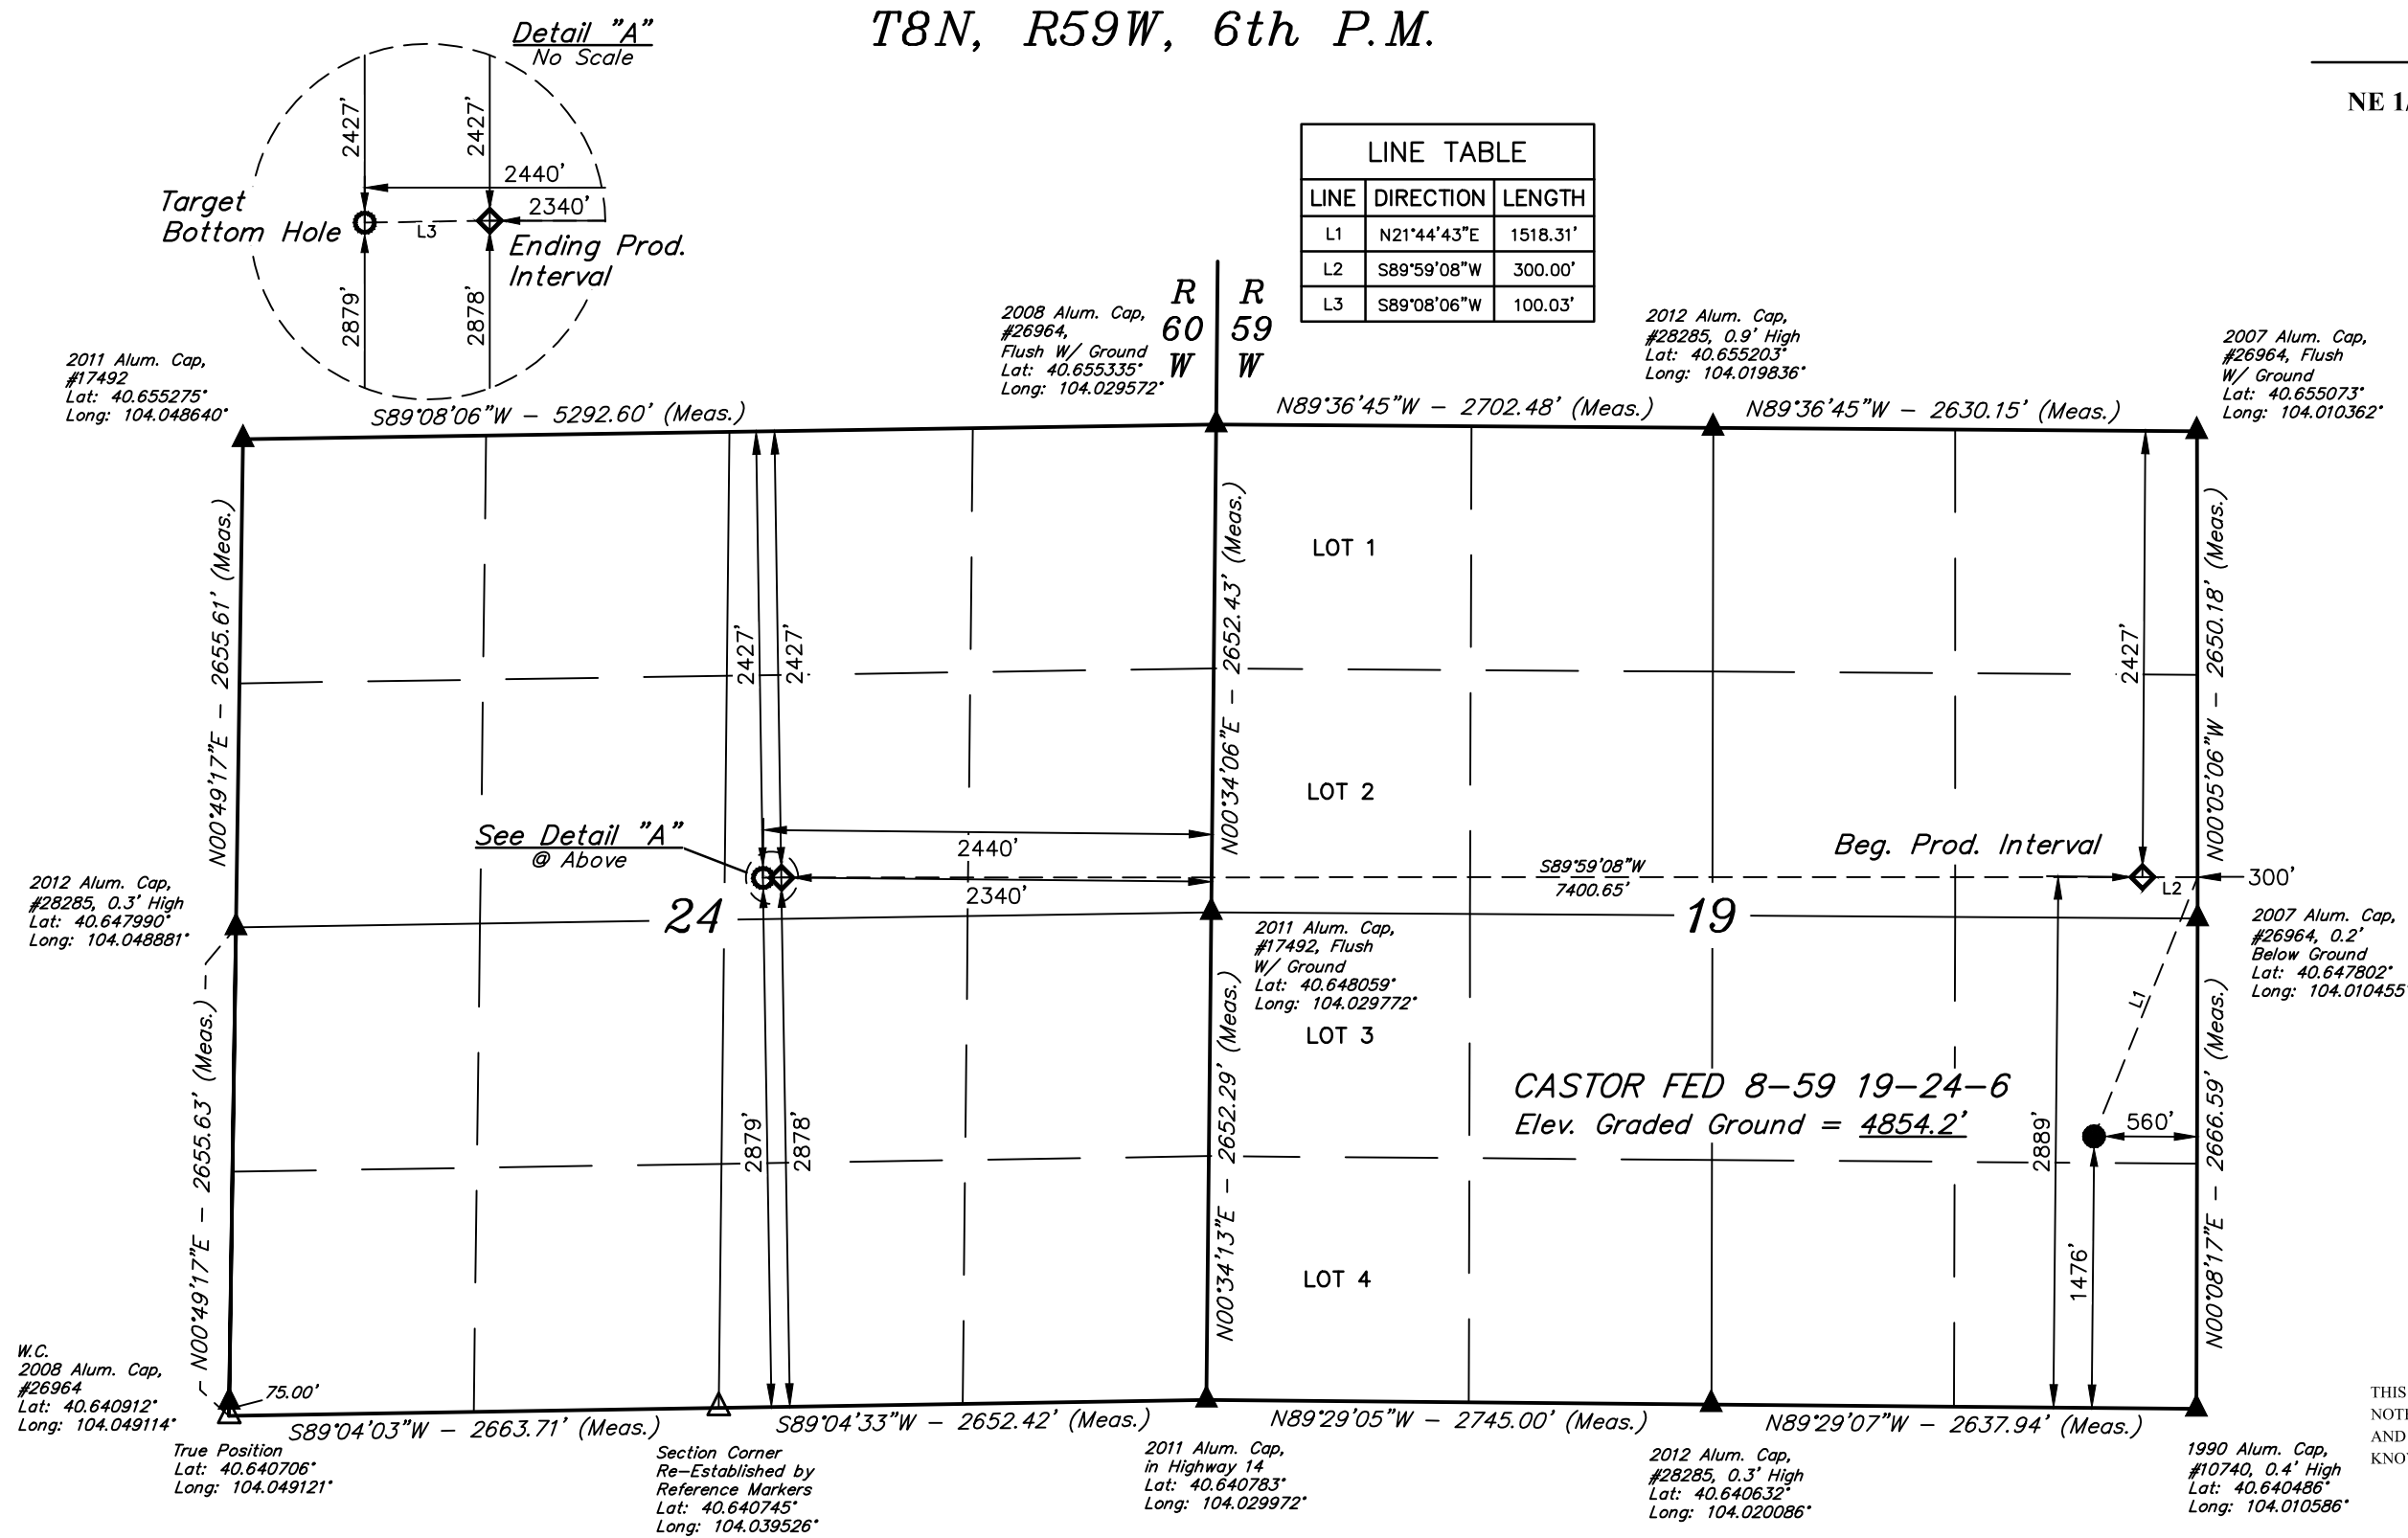 T8N, R59W, 6th P.M.
Detail "A"
No Scale
2427'
2427'
2440'
2340'
Target
Bottom Hole
L3
Ending Prod.
Interval
2879'
2878'
NE 1/
LINE TABLE
LINE DIRECTION LENGTH
L1 N21°44'43"E 1518.31'
L2 S89°59'08"W 300.00'
L3 S89°08'06"W 100.03'
R
60
W
R
59
W
2011 Alum. Cap,
#17492
Lat: 40.655275°
Long: 104.048640°
2008 Alum. Cap,
#26964,
Flush W/ Ground
Lat: 40.655335°
Long: 104.029572°
2012 Alum. Cap,
#28285, 0.9' High
Lat: 40.655203°
Long: 104.019836°
2007 Alum. Cap,
#26964, Flush
W/ Ground
Lat: 40.655073°
Long: 104.010362°
S89°08'06"W - 5292.60' (Meas.)
N89°36'45"W - 2702.48' (Meas.)
N89°36'45"W - 2630.15' (Meas.)
N00°49'17"E - 2655.61' (Meas.)
2427'
2427'
N00°34'06"E - 2652.43' (Meas.)
LOT 1
LOT 2
2427'
N00°05'06"W - 2650.18' (Meas.)
See Detail "A"
@ Above
2440'
2340'
S89°59'08"W
7400.65'
Beg. Prod. Interval
L2
300'
2012 Alum. Cap,
#28285, 0.3' High
Lat: 40.647990°
Long: 104.048881°
24
19
2011 Alum. Cap,
#17492, Flush
W/ Ground
Lat: 40.648059°
Long: 104.029772°
2007 Alum. Cap,
#26964, 0.2'
Below Ground
Lat: 40.647802°
Long: 104.010455
L1
LOT 3
CASTOR FED 8-59 19-24-6
Elev. Graded Ground = 4854.2'
560'
N00°49'17"E - 2655.63' (Meas.)
2879'
2878'
N00°34'13"E - 2652.29' (Meas.)
2889'
1476'
N00°08'17"E - 2666.59' (Meas.)
LOT 4
W.C.
2008 Alum. Cap,
#26964
Lat: 40.640912°
Long: 104.049114°
75.00'
S89°04'03"W - 2663.71' (Meas.)
S89°04'33"W - 2652.42' (Meas.)
N89°29'05"W - 2745.00' (Meas.)
N89°29'07"W - 2637.94' (Meas.)
True Position
Lat: 40.640706°
Long: 104.049121°
Section Corner
Re-Established by
Reference Markers
Lat: 40.640745°
Long: 104.039526°
2011 Alum. Cap,
in Highway 14
Lat: 40.640783°
Long: 104.029972°
2012 Alum. Cap,
#28285, 0.3' High
Lat: 40.640632°
Long: 104.020086°
1990 Alum. Cap,
#10740, 0.4' High
Lat: 40.640486°
Long: 104.010586°
THIS
AND